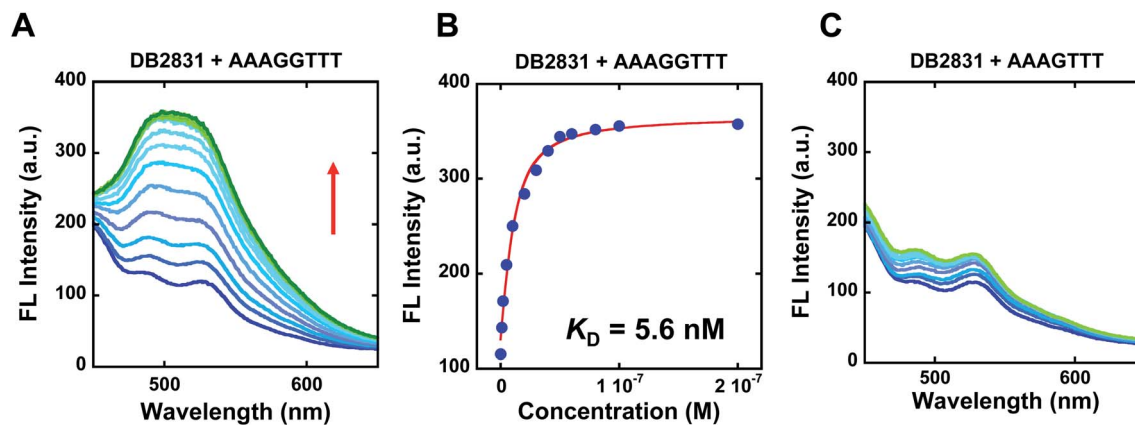 A
DB2831 + AAAGGTTT
FL Intensity (a.u.)
400
300
200
100
0
500
600
Wavelength (nm)
B
DB2831 + AAAGGTTT
FL Intensity (a.u.)
400
300
200
100
K_D = 5.6 nM
0
1 10^-7
2 10^-7
Concentration (M)
C
DB2831 + AAAGTTT
FL Intensity (a.u.)
400
300
200
100
0
500
600
Wavelength (nm)